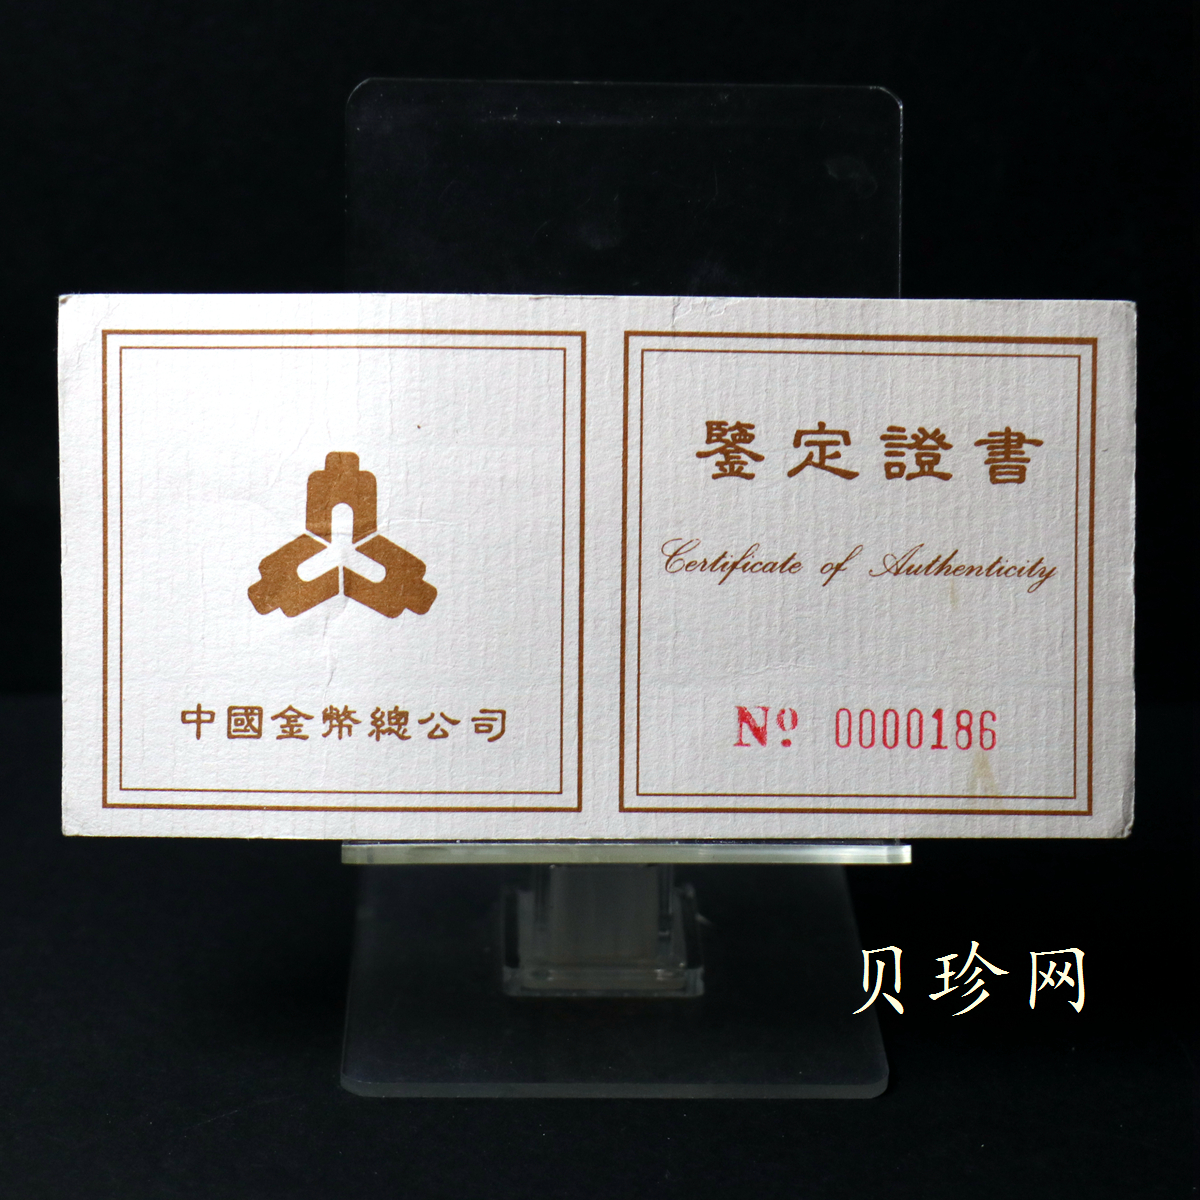 中國金幣總公司
鑒定證書
Certificate of Authenticity
Nº 0000186
贝珍网